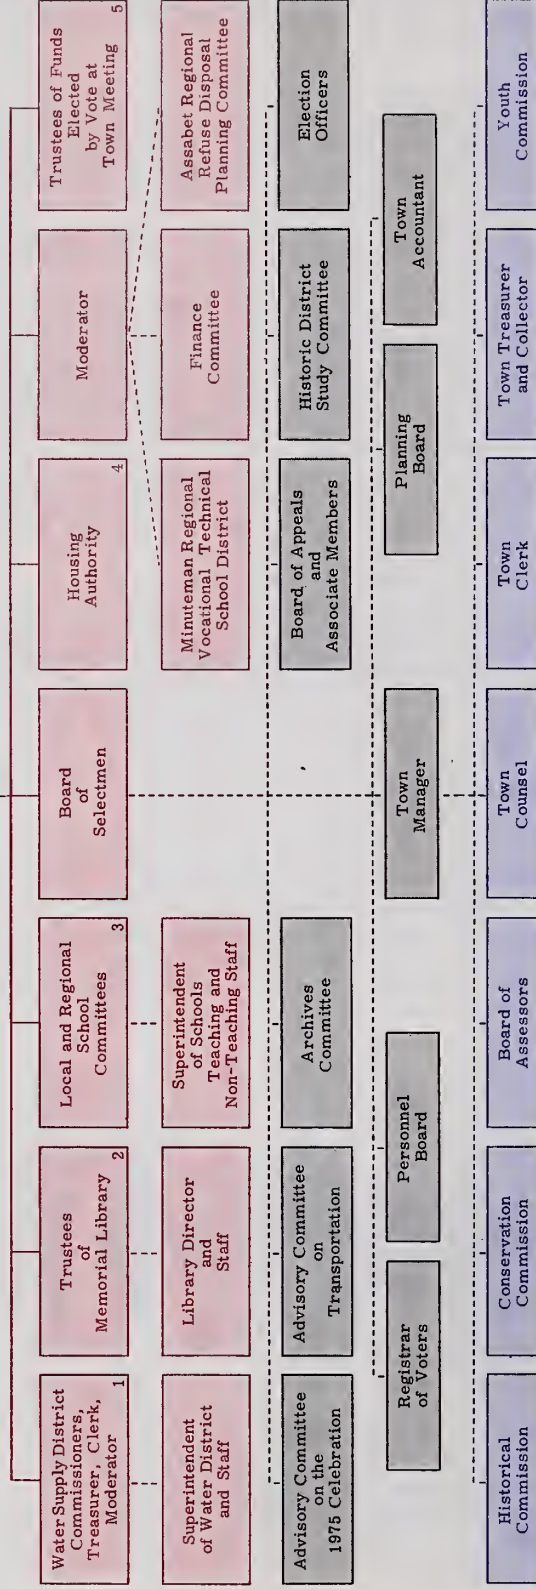 Water Supply District
Commissioners,
Treasurer, Clerk,
Moderator
1
Trustees
of
Memorial Library
2
Local and Regional
School
Committees
3
Board
of
Selectmen
Housing
Authority
4
Moderator
Trustees of Funds
Elected
by Vote at
Town Meeting
5
Superintendent
of Water District
and Staff
Library Director
and
Staff
Superintendent
of Schools
Teaching and
Non-Teaching Staff
Minuteman Regional
Vocational Technical
School District
Finance
Committee
Assabet Regional
Refuse Disposal
Planning Committee
Advisory Committee
on the
1975 Celebration
Advisory Committee
on
Transportation
Archives
Committee
Board of Appeals
and
Associate Members
Historic District
Study Committee
Election
Officers
Registrar
of Voters
Personnel
Board
Town
Manager
Planning
Board
Town
Accountant
Historical
Commission
Conservation
Commission
Board of
Assessors
Town
Counsel
Town
Clerk
Town Treasurer
and Collector
Youth
Commission